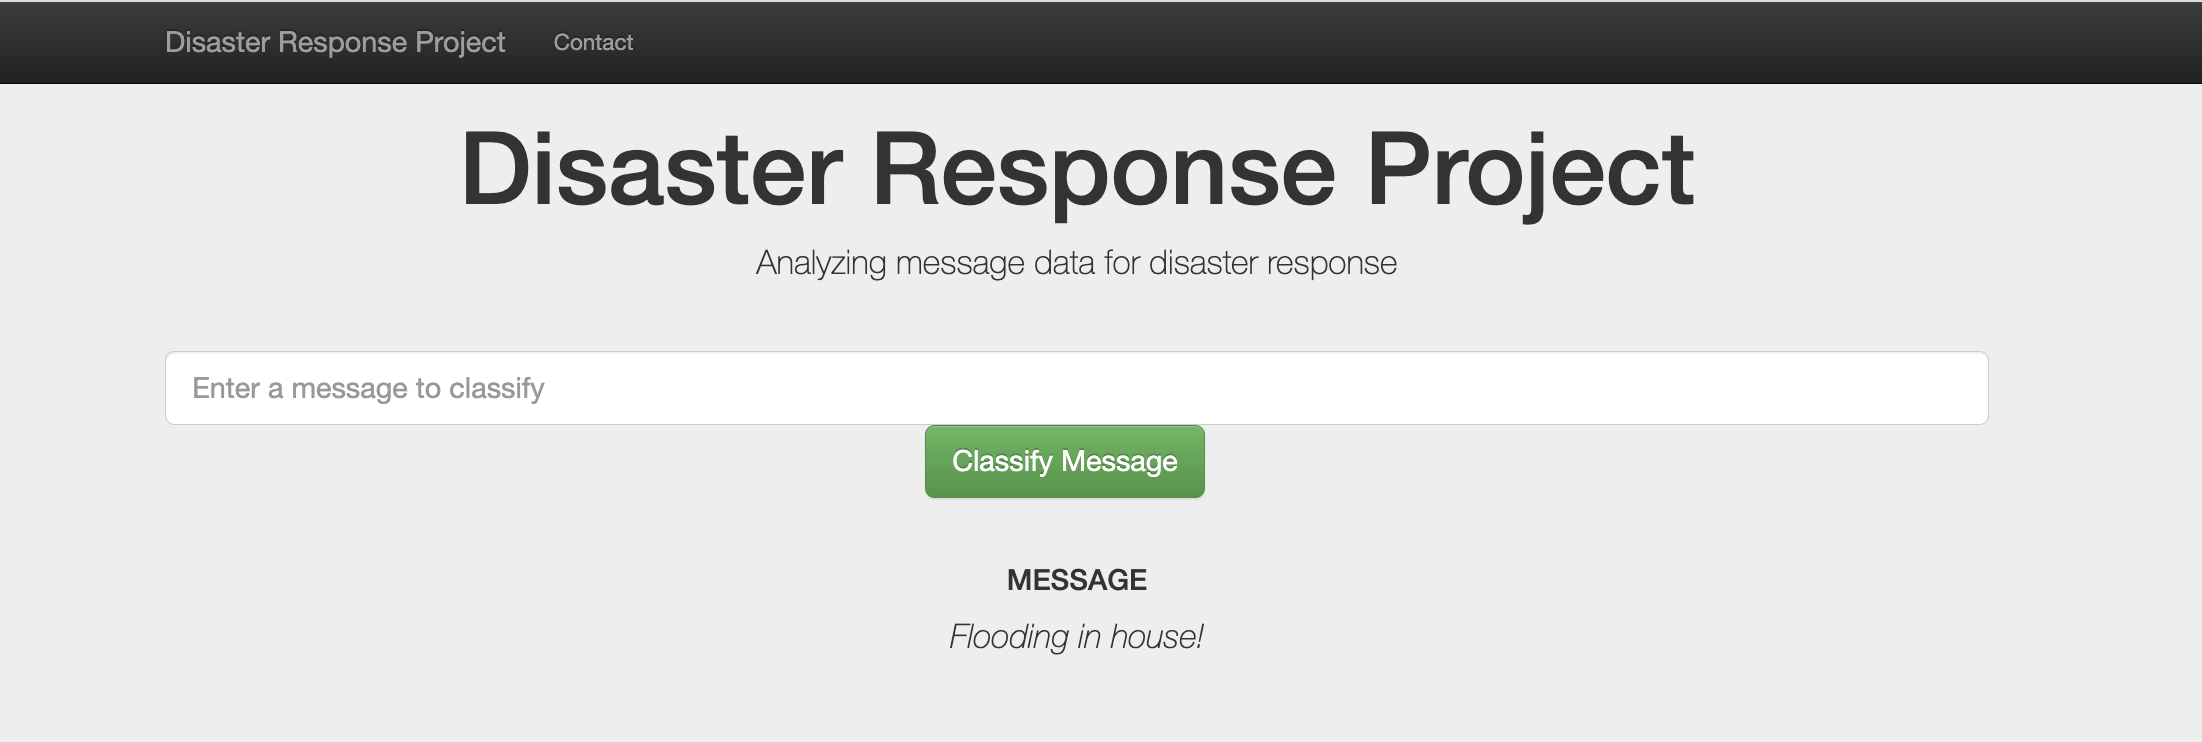 Disaster Response Project Contact
Disaster Response Project
Analyzing message data for disaster response
Enter a message to classify
Classify Message
MESSAGE
Flooding in house!